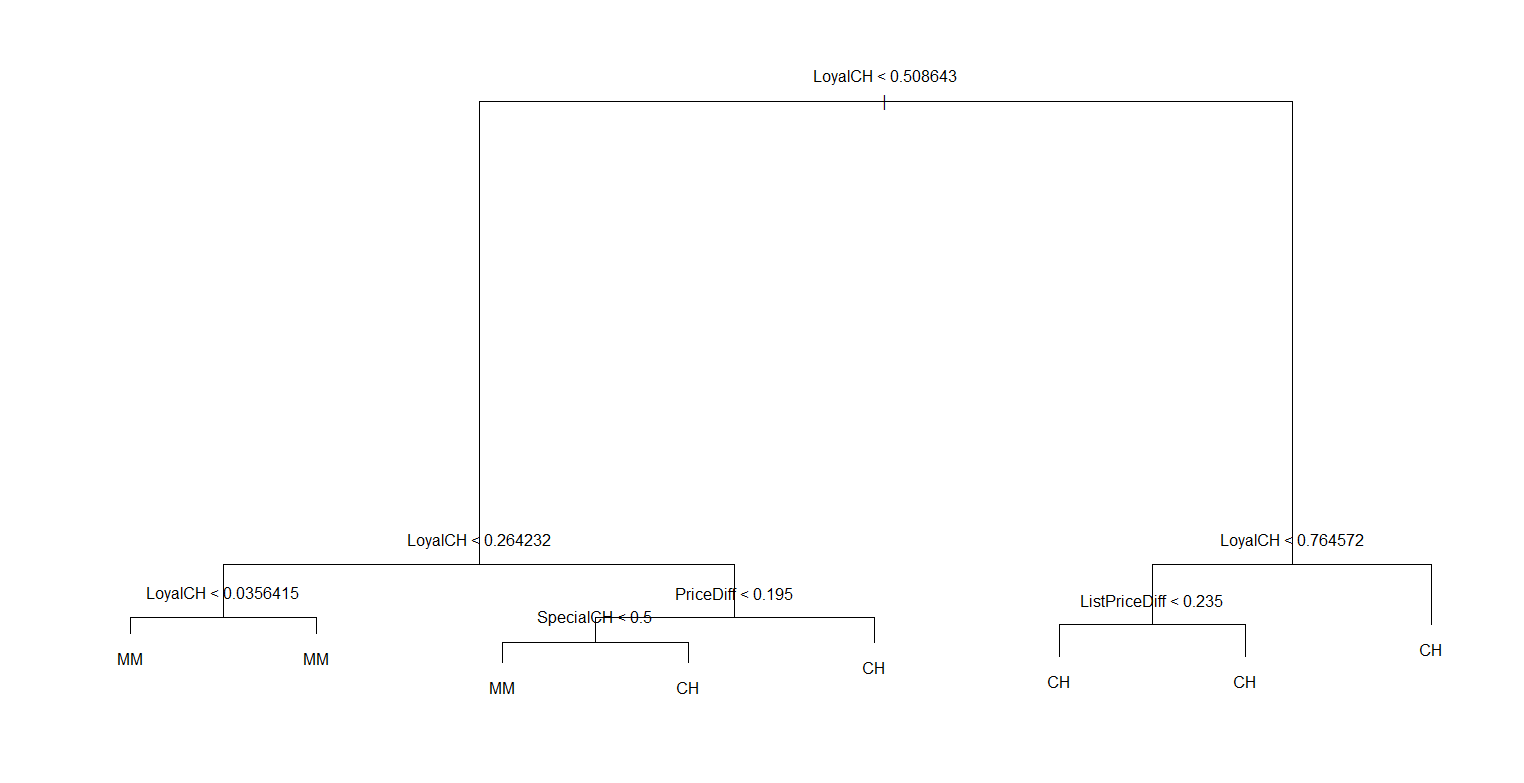 LoyalCH < 0.508643
LoyalCH < 0.264232
LoyalCH < 0.764572
LoyalCH < 0.0356415
PriceDiff < 0.195
ListPriceDiff < 0.235
SpecialCH < 0.5
MM
MM
MM
CH
CH
CH
CH
CH